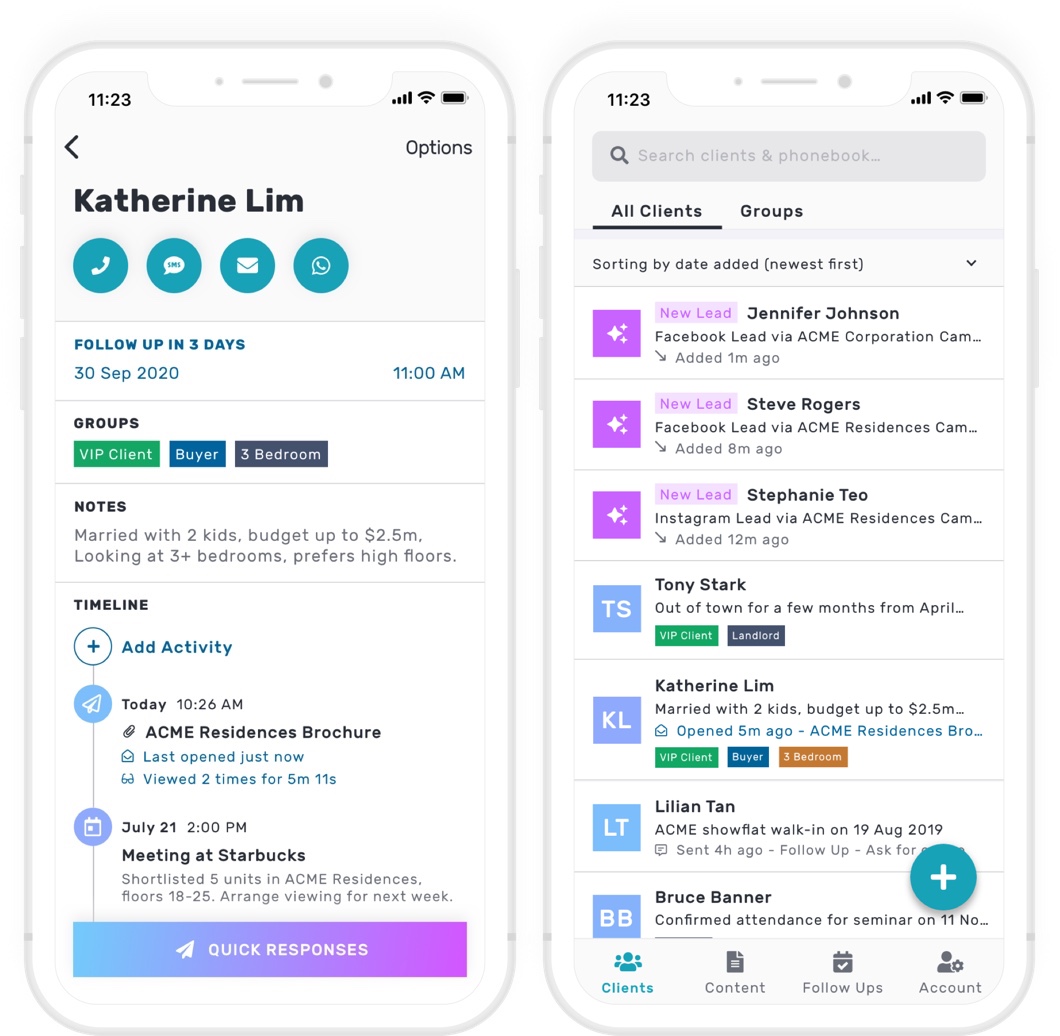 11:23
Options
Katherine Lim
SMS
FOLLOW UP IN 3 DAYS
30 Sep 2020 11:00 AM
GROUPS
VIP Client Buyer 3 Bedroom
NOTES
Married with 2 kids, budget up to $2.5m,
Looking at 3+ bedrooms, prefers high floors.
TIMELINE
Add Activity
Today 10:26 AM
ACME Residences Brochure
Last opened just now
Viewed 2 times for 5m 11s
July 21 2:00 PM
Meeting at Starbucks
Shortlisted 5 units in ACME Residences,
floors 18-25. Arrange viewing for next week.
QUICK RESPONSES
11:23
Search clients & phonebook...
All Clients Groups
Sorting by date added (newest first)
New Lead Jennifer Johnson
Facebook Lead via ACME Corporation Cam...
Added 1m ago
New Lead Steve Rogers
Facebook Lead via ACME Residences Cam...
Added 8m ago
New Lead Stephanie Teo
Instagram Lead via ACME Residences Cam...
Added 12m ago
TS
Tony Stark
Out of town for a few months from April...
VIP Client Landlord
KL
Katherine Lim
Married with 2 kids, budget up to $2.5m...
Opened 5m ago - ACME Residences Bro...
VIP Client Buyer 3 Bedroom
LT
Lilian Tan
ACME showflat walk-in on 19 Aug 2019
Sent 4h ago - Follow Up - Ask for
BB
Bruce Banner
Confirmed attendance for seminar on 11 No...
Clients Content Follow Ups Account